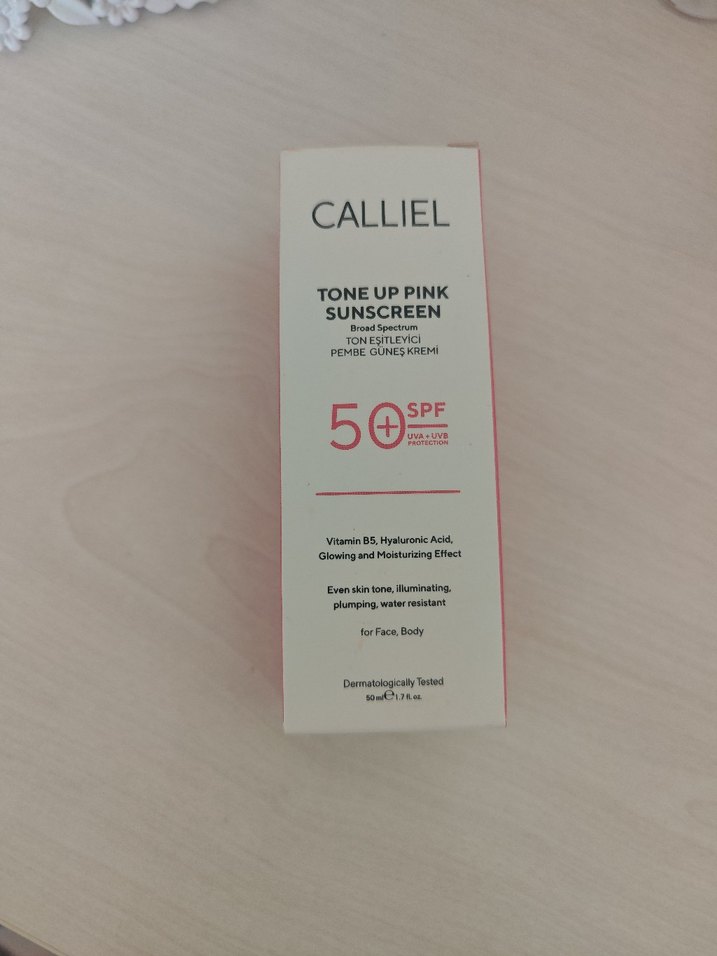 CALLIEL
TONE UP PINK
SUNSCREEN
Broad Spectrum
TON EŞİTLEYİCİ
PEMBE GÜNEŞ KREMİ
50+ SPF
UVA + UVB
PROTECTION
Vitamin B5, Hyaluronic Acid,
Glowing and Moisturizing Effect
Even skin tone, illuminating,
plumping, water resistant
for Face, Body
Dermatologically Tested
50 ml ℮ 1.7 fl. oz.